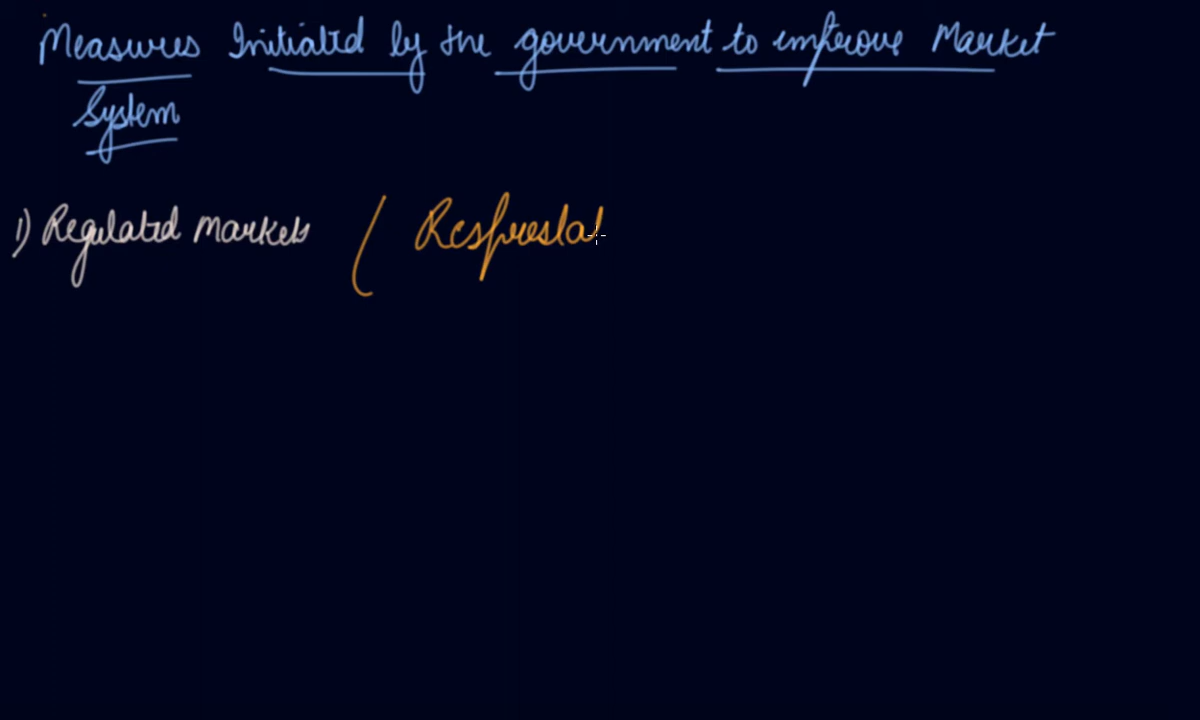 Measures Initiated by the government to improve Market
System
1) Regulated Markets (